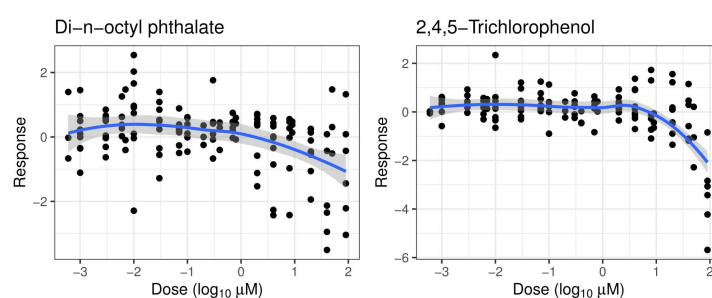 Di−n−octyl phthalate
2
0
−2
Response
−3 −2 −1 0 1 2
Dose (log10 μM)
2,4,5−Trichlorophenol
2
0
−2
−4
−6
Response
−3 −2 −1 0 1 2
Dose (log10 μM)